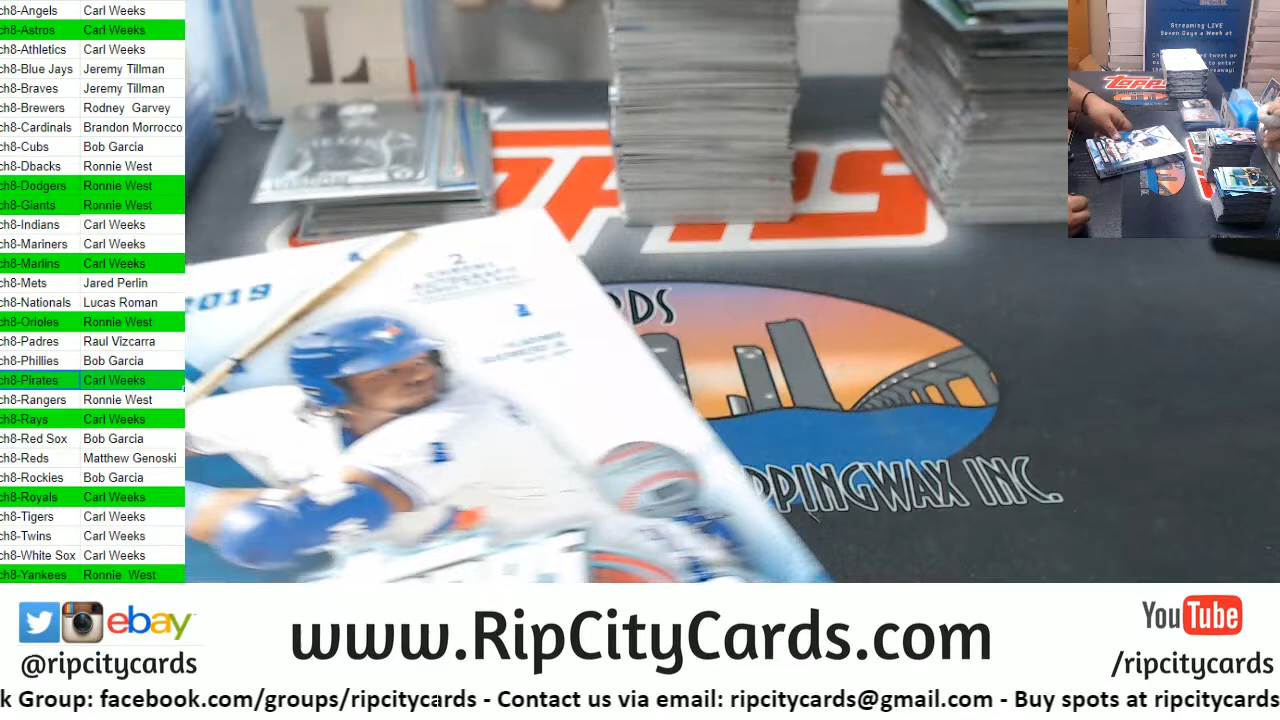 ch8-Angels Carl Weeks
ch8-Astros Carl Weeks
ch8-Athletics Carl Weeks
ch8-Blue Jays Jeremy Tillman
ch8-Braves Jeremy Tillman
ch8-Brewers Rodney Garvey
ch8-Cardinals Brandon Morrocco
ch8-Cubs Bob Garcia
ch8-Dbacks Ronnie West
ch8-Dodgers Ronnie West
ch8-Giants Ronnie West
ch8-Indians Carl Weeks
ch8-Mariners Carl Weeks
ch8-Marlins Carl Weeks
ch8-Mets Jared Perlin
ch8-Nationals Lucas Roman
ch8-Orioles Ronnie West
ch8-Padres Raul Vizcarra
ch8-Phillies Bob Garcia
ch8-Pirates Carl Weeks
ch8-Rangers Ronnie West
ch8-Rays Carl Weeks
ch8-Red Sox Bob Garcia
ch8-Reds Matthew Genoski
ch8-Rockies Bob Garcia
ch8-Royals Carl Weeks
ch8-Tigers Carl Weeks
ch8-Twins Carl Weeks
ch8-White Sox Carl Weeks
ch8-Yankees Ronnie West
L
2019
2
RDS
PPINGWAX INC.
Streaming LIVE
Seven Days a Week at
TOPPS
ebay
@ripcitycards
www.RipCityCards.com
YouTube
/ripcitycards
k Group: facebook.com/groups/ripcitycards - Contact us via email: ripcitycards@gmail.com - Buy spots at ripcitycards